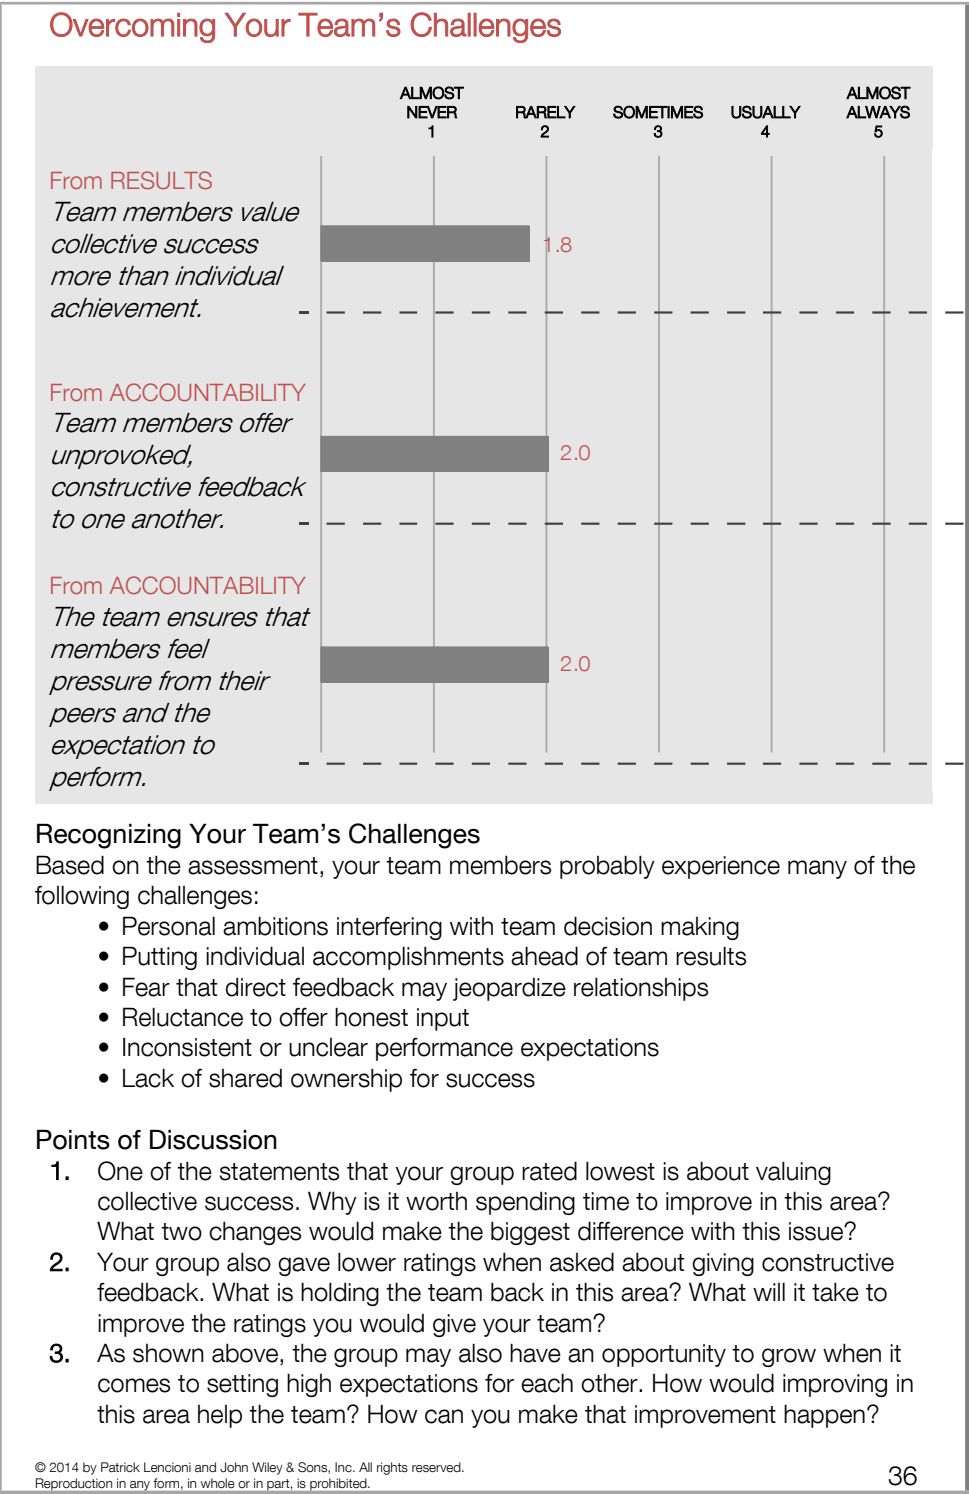 Overcoming Your Team's Challenges
ALMOST NEVER 1
RARELY 2
SOMETIMES 3
USUALLY 4
ALMOST ALWAYS 5
From RESULTS
Team members value
collective success
more than individual
achievement.
1.8
From ACCOUNTABILITY
Team members offer
unprovoked,
constructive feedback
to one another.
2.0
From ACCOUNTABILITY
The team ensures that
members feel
pressure from their
peers and the
expectation to
perform.
2.0
Recognizing Your Team's Challenges
Based on the assessment, your team members probably experience many of the
following challenges:
• Personal ambitions interfering with team decision making
• Putting individual accomplishments ahead of team results
• Fear that direct feedback may jeopardize relationships
• Reluctance to offer honest input
• Inconsistent or unclear performance expectations
• Lack of shared ownership for success
Points of Discussion
1. One of the statements that your group rated lowest is about valuing
collective success. Why is it worth spending time to improve in this area?
What two changes would make the biggest difference with this issue?
2. Your group also gave lower ratings when asked about giving constructive
feedback. What is holding the team back in this area? What will it take to
improve the ratings you would give your team?
3. As shown above, the group may also have an opportunity to grow when it
comes to setting high expectations for each other. How would improving in
this area help the team? How can you make that improvement happen?
© 2014 by Patrick Lencioni and John Wiley & Sons, Inc. All rights reserved.
Reproduction in any form, in whole or in part, is prohibited.
36